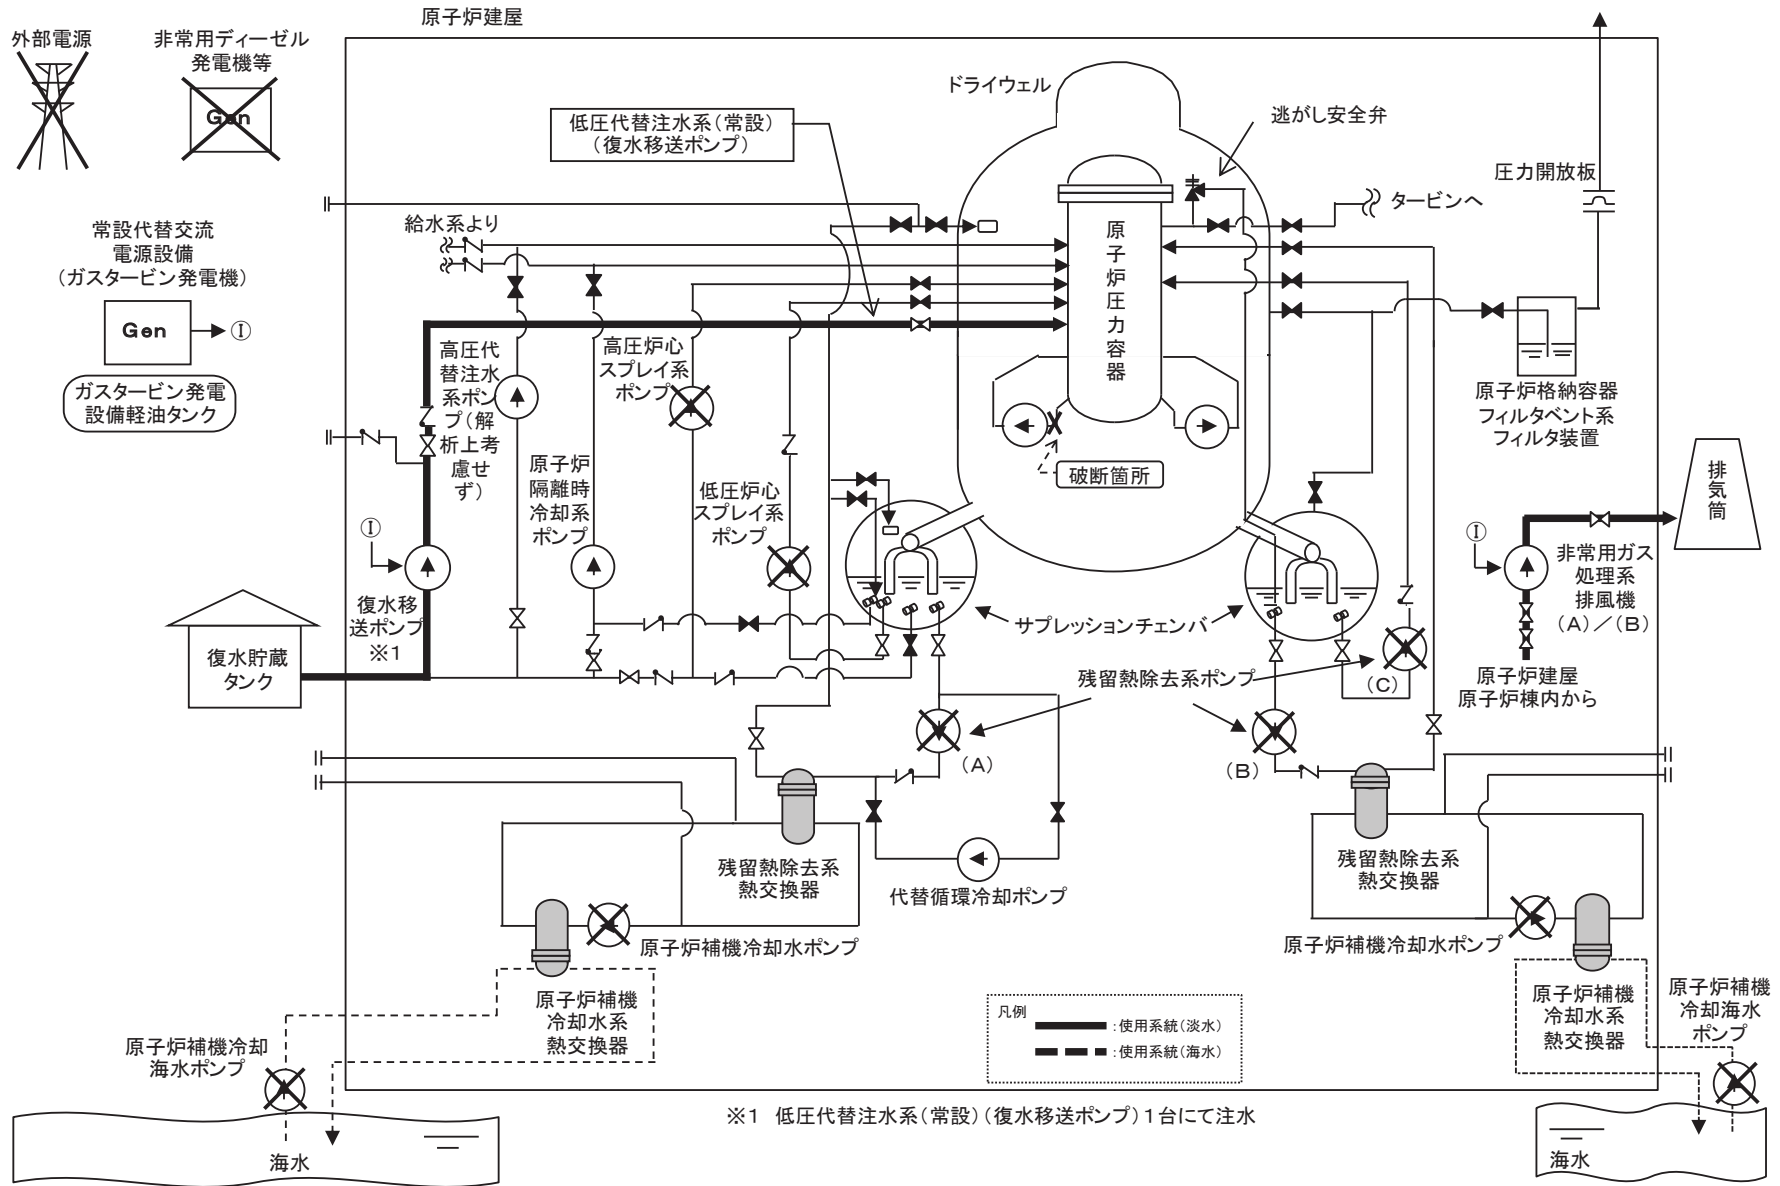 原子炉建屋
外部電源
非常用ディーゼル
発電機等
Gen
ドライウェル
逃がし安全弁
低圧代替注水系(常設)
(復水移送ポンプ)
圧力開放板
タービンへ
給水系より
常設代替交流
電源設備
(ガスタービン発電機)
Gen
Ⓘ
ガスタービン発電
設備軽油タンク
原子炉圧力容器
高圧代
替注水
系ポン
プ(解
析上考
慮せ
ず)
高圧炉心
スプレイ系
ポンプ
原子炉
隔離時
冷却系
ポンプ
低圧炉心
スプレイ系
ポンプ
破断箇所
原子炉格納容器
フィルタベント系
フィルタ装置
排気筒
Ⓘ
復水移
送ポンプ
※1
復水貯蔵
タンク
サプレッションチェンバ
残留熱除去系ポンプ
(A)
(B)
(C)
Ⓘ
非常用ガス
処理系
排風機
(A)/(B)
原子炉建屋
原子炉棟内から
残留熱除去系
熱交換器
代替循環冷却ポンプ
残留熱除去系
熱交換器
原子炉補機冷却水ポンプ
原子炉補機冷却水ポンプ
原子炉補機
冷却水系
熱交換器
原子炉補機冷却
海水ポンプ
海水
凡例
:使用系統(淡水)
:使用系統(海水)
原子炉補機
冷却水系
熱交換器
原子炉補機
冷却海水
ポンプ
海水
※1 低圧代替注水系(常設)(復水移送ポンプ)1台にて注水